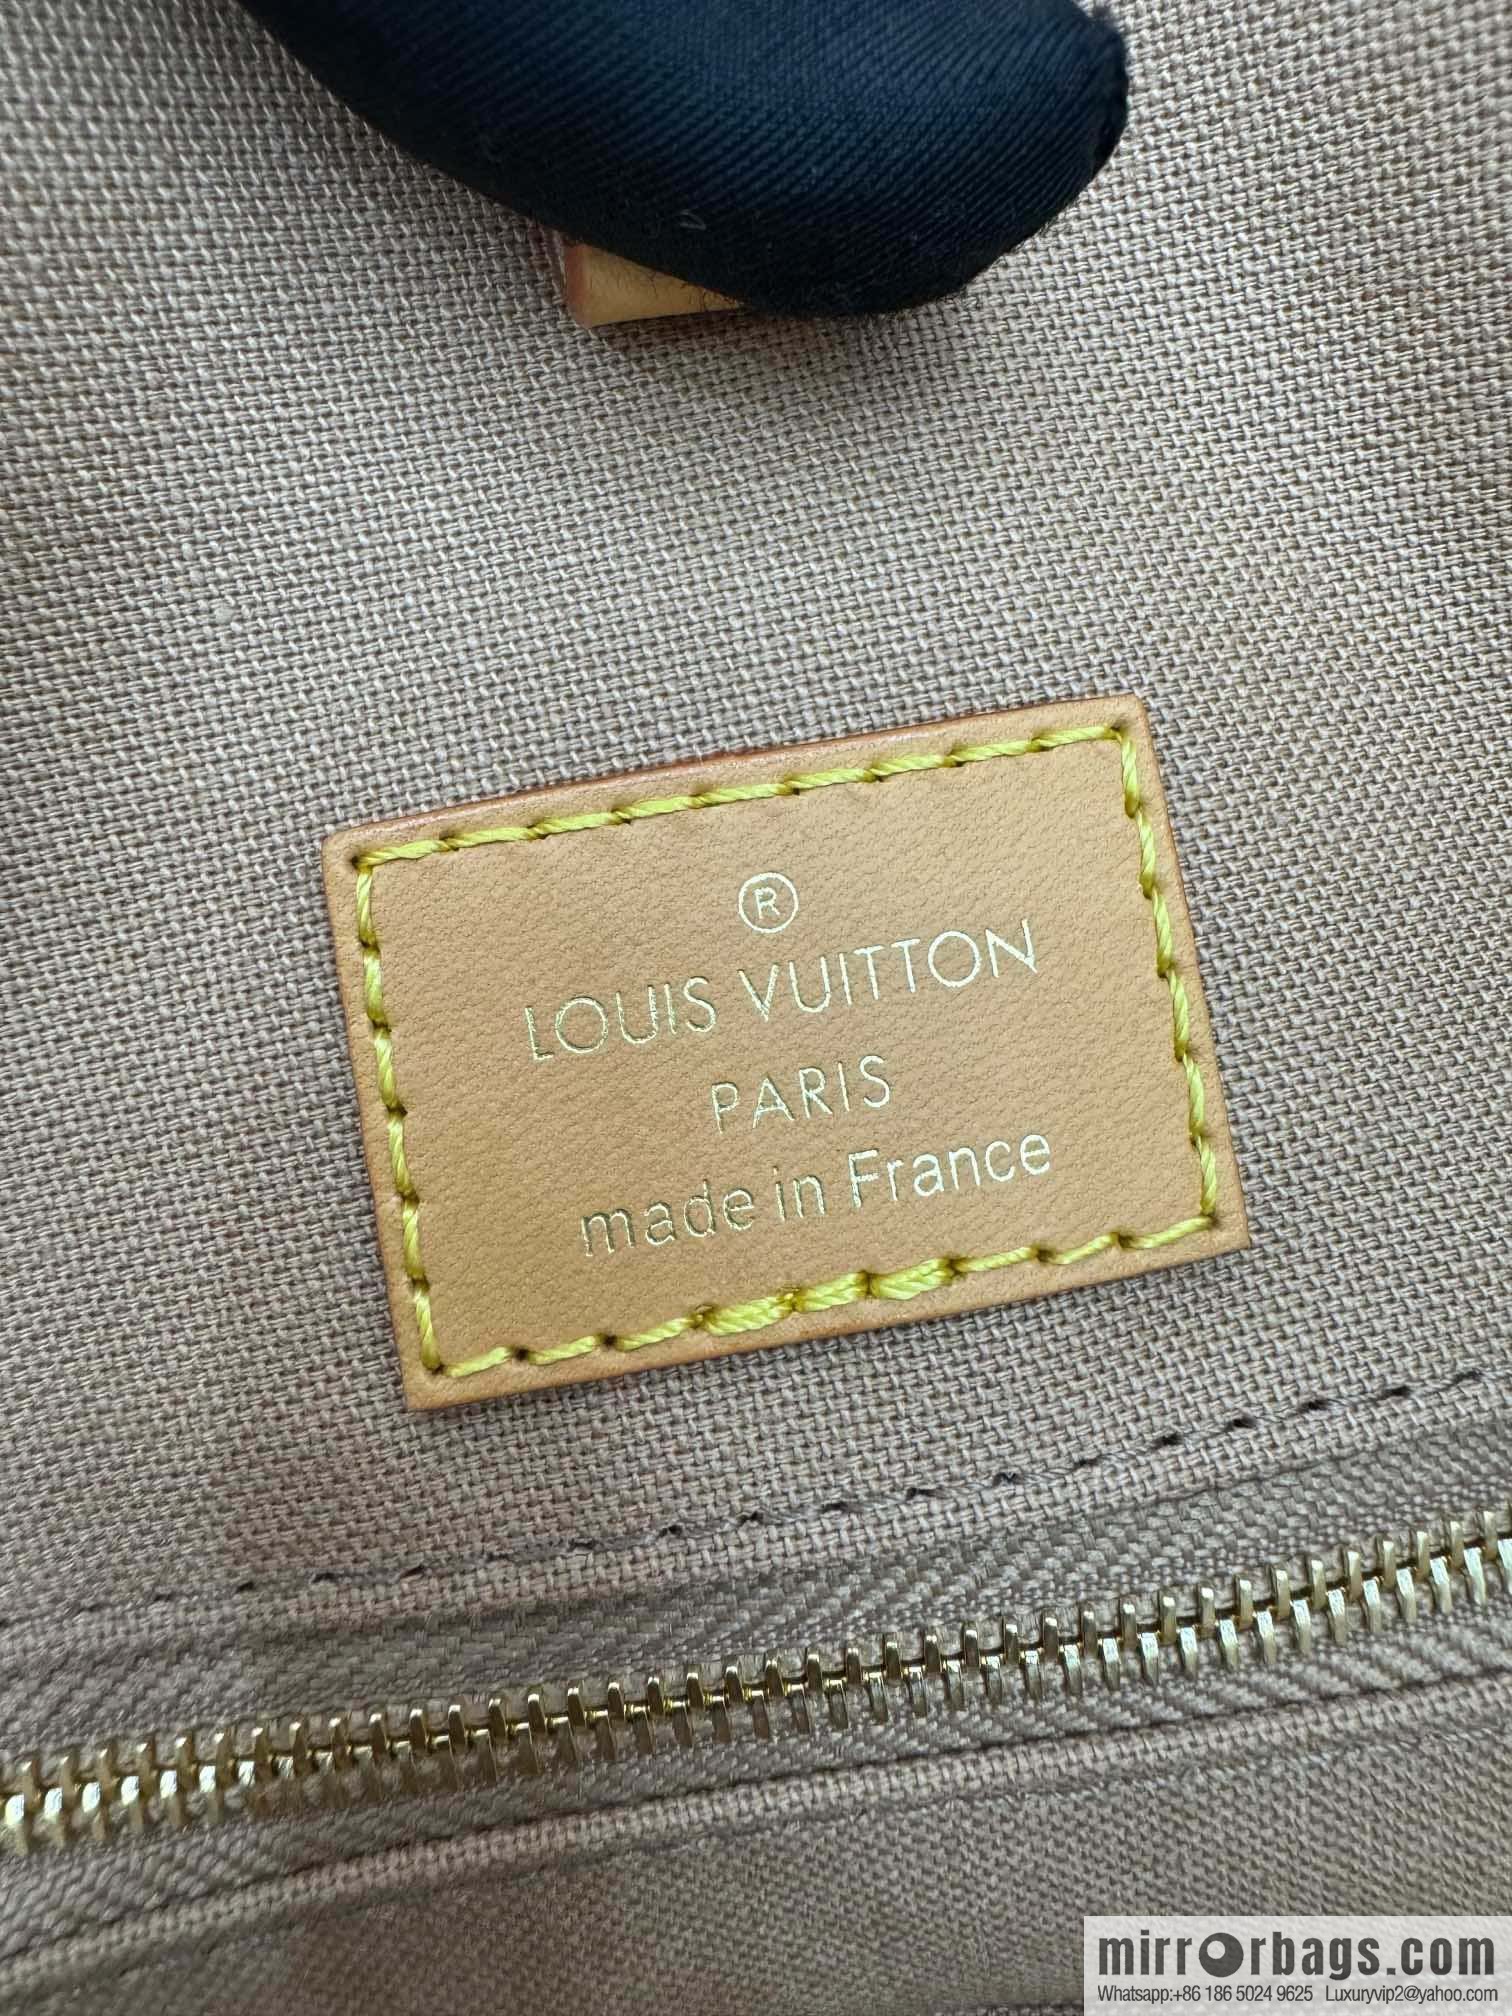 ®
LOUIS VUITTON
PARIS
made in France
mirrorbags.com
Whatsapp:+86 186 5024 9625 Luxuryvip2@yahoo.com